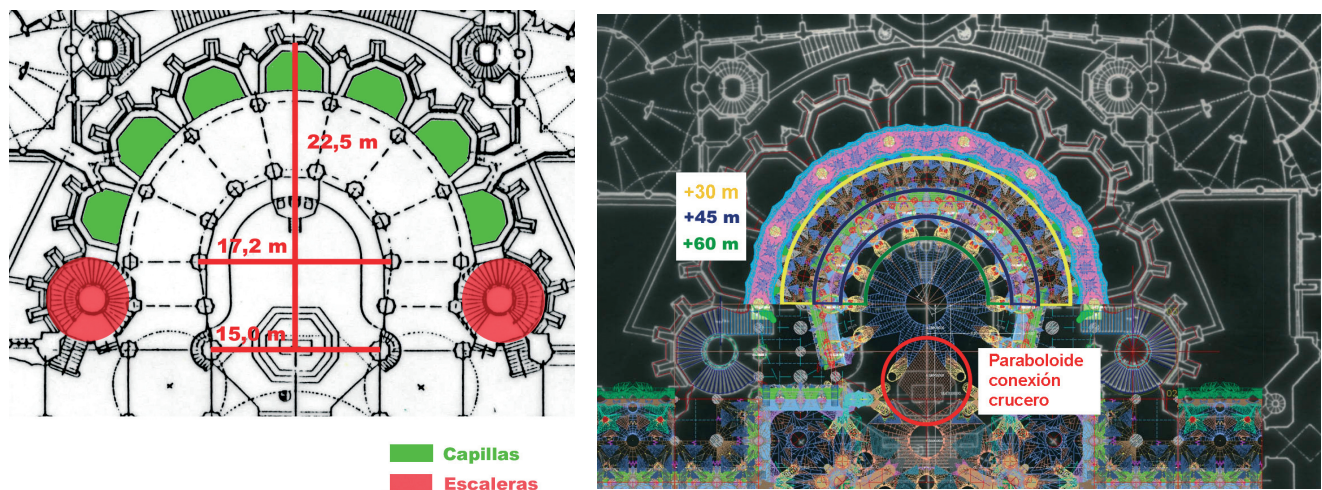 22,5 m
17,2 m
15,0 m
Capillas
Escaleras
+30 m
+45 m
+60 m
Paraboloide
conexión
crucero